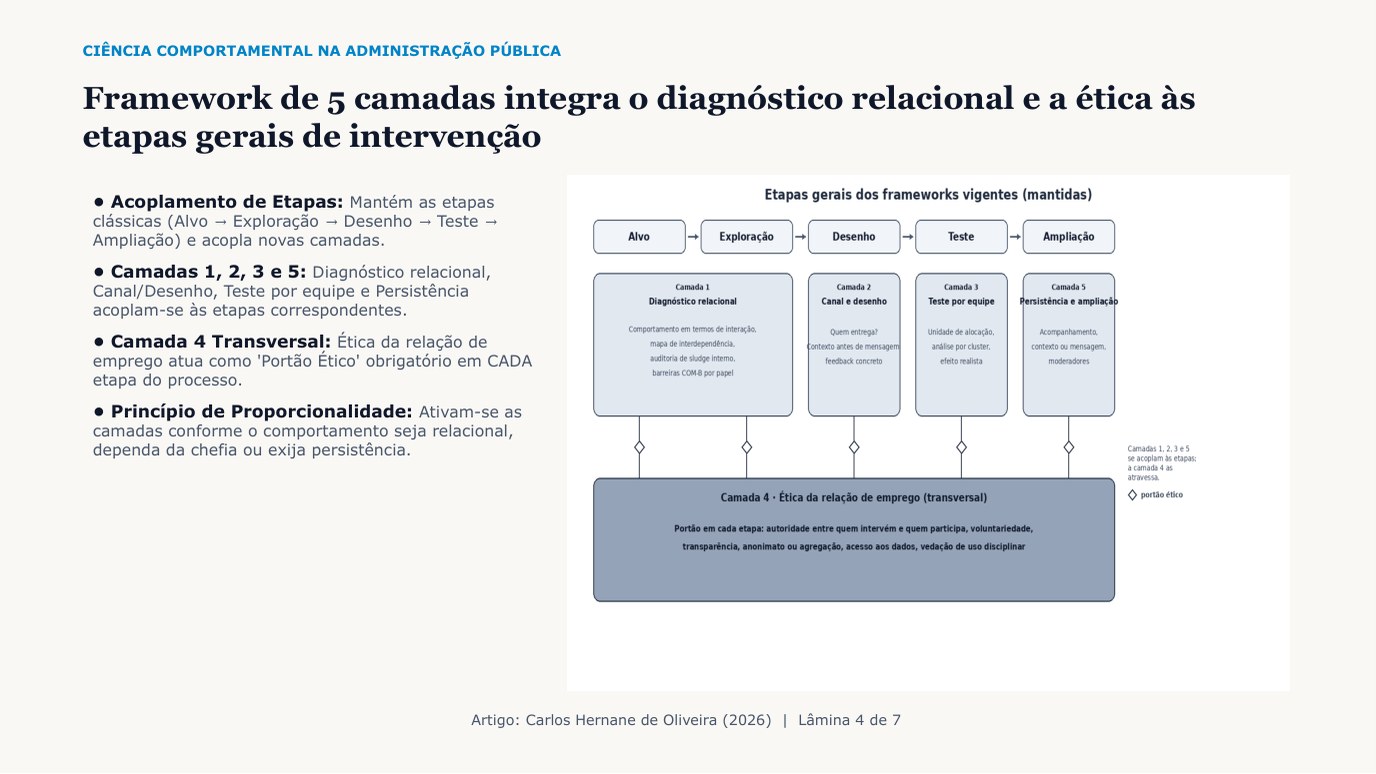 CIÊNCIA COMPORTAMENTAL NA ADMINISTRAÇÃO PÚBLICA
Framework de 5 camadas integra o diagnóstico relacional e a ética às
etapas gerais de intervenção
● Acoplamento de Etapas: Mantém as etapas
clássicas (Alvo → Exploração → Desenho → Teste →
Ampliação) e acopla novas camadas.
● Camadas 1, 2, 3 e 5: Diagnóstico relacional,
Canal/Desenho, Teste por equipe e Persistência
acoplam-se às etapas correspondentes.
● Camada 4 Transversal: Ética da relação de
emprego atua como 'Portão Ético' obrigatório em CADA
etapa do processo.
● Princípio de Proporcionalidade: Ativam-se as
camadas conforme o comportamento seja relacional,
dependa da chefia ou exija persistência.
Etapas gerais dos frameworks vigentes (mantidas)
Alvo
Exploração
Desenho
Teste
Ampliação
Camada 1
Diagnóstico relacional
Comportamento em termos de interação,
mapa de interdependência,
auditoria de sludge interno,
barreiras COM-B por papel
Camada 2
Canal e desenho
Quem entrega?
Contexto antes de mensagem
feedback concreto
Camada 3
Teste por equipe
Unidade de alocação,
análise por cluster,
efeito realista
Camada 5
Persistência e ampliação
Acompanhamento,
contexto ou mensagem,
moderadores
Camadas 1, 2, 3 e 5
se acoplam às etapas;
a camada 4 as
atravessa.
portão ético
Camada 4 · Ética da relação de emprego (transversal)
Portão em cada etapa: autoridade entre quem intervém e quem participa, voluntariedade,
transparência, anonimato ou agregação, acesso aos dados, vedação de uso disciplinar
Artigo: Carlos Hernane de Oliveira (2026) | Lâmina 4 de 7